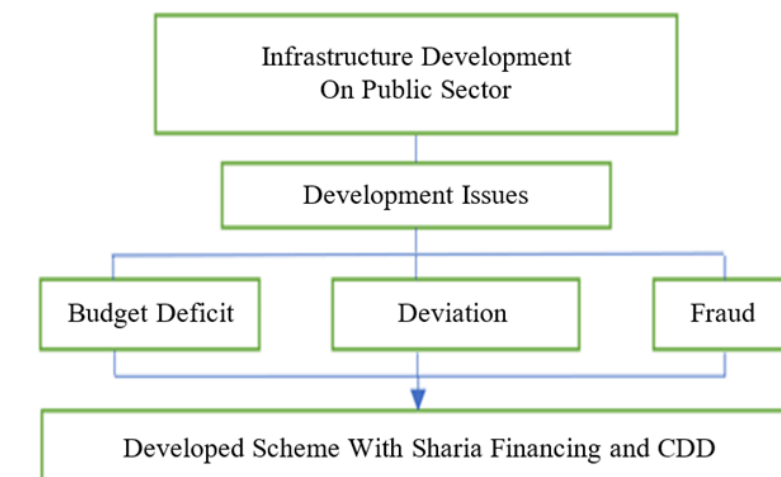 Infrastructure Development
On Public Sector
Development Issues
Budget Deficit
Deviation
Fraud
Developed Scheme With Sharia Financing and CDD